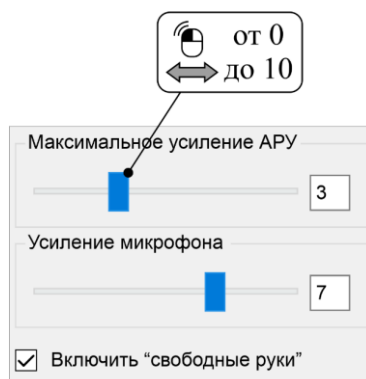 от 0
до 10
Максимальное усиление АРУ
3
Усиление микрофона
7
Включить “свободные руки”